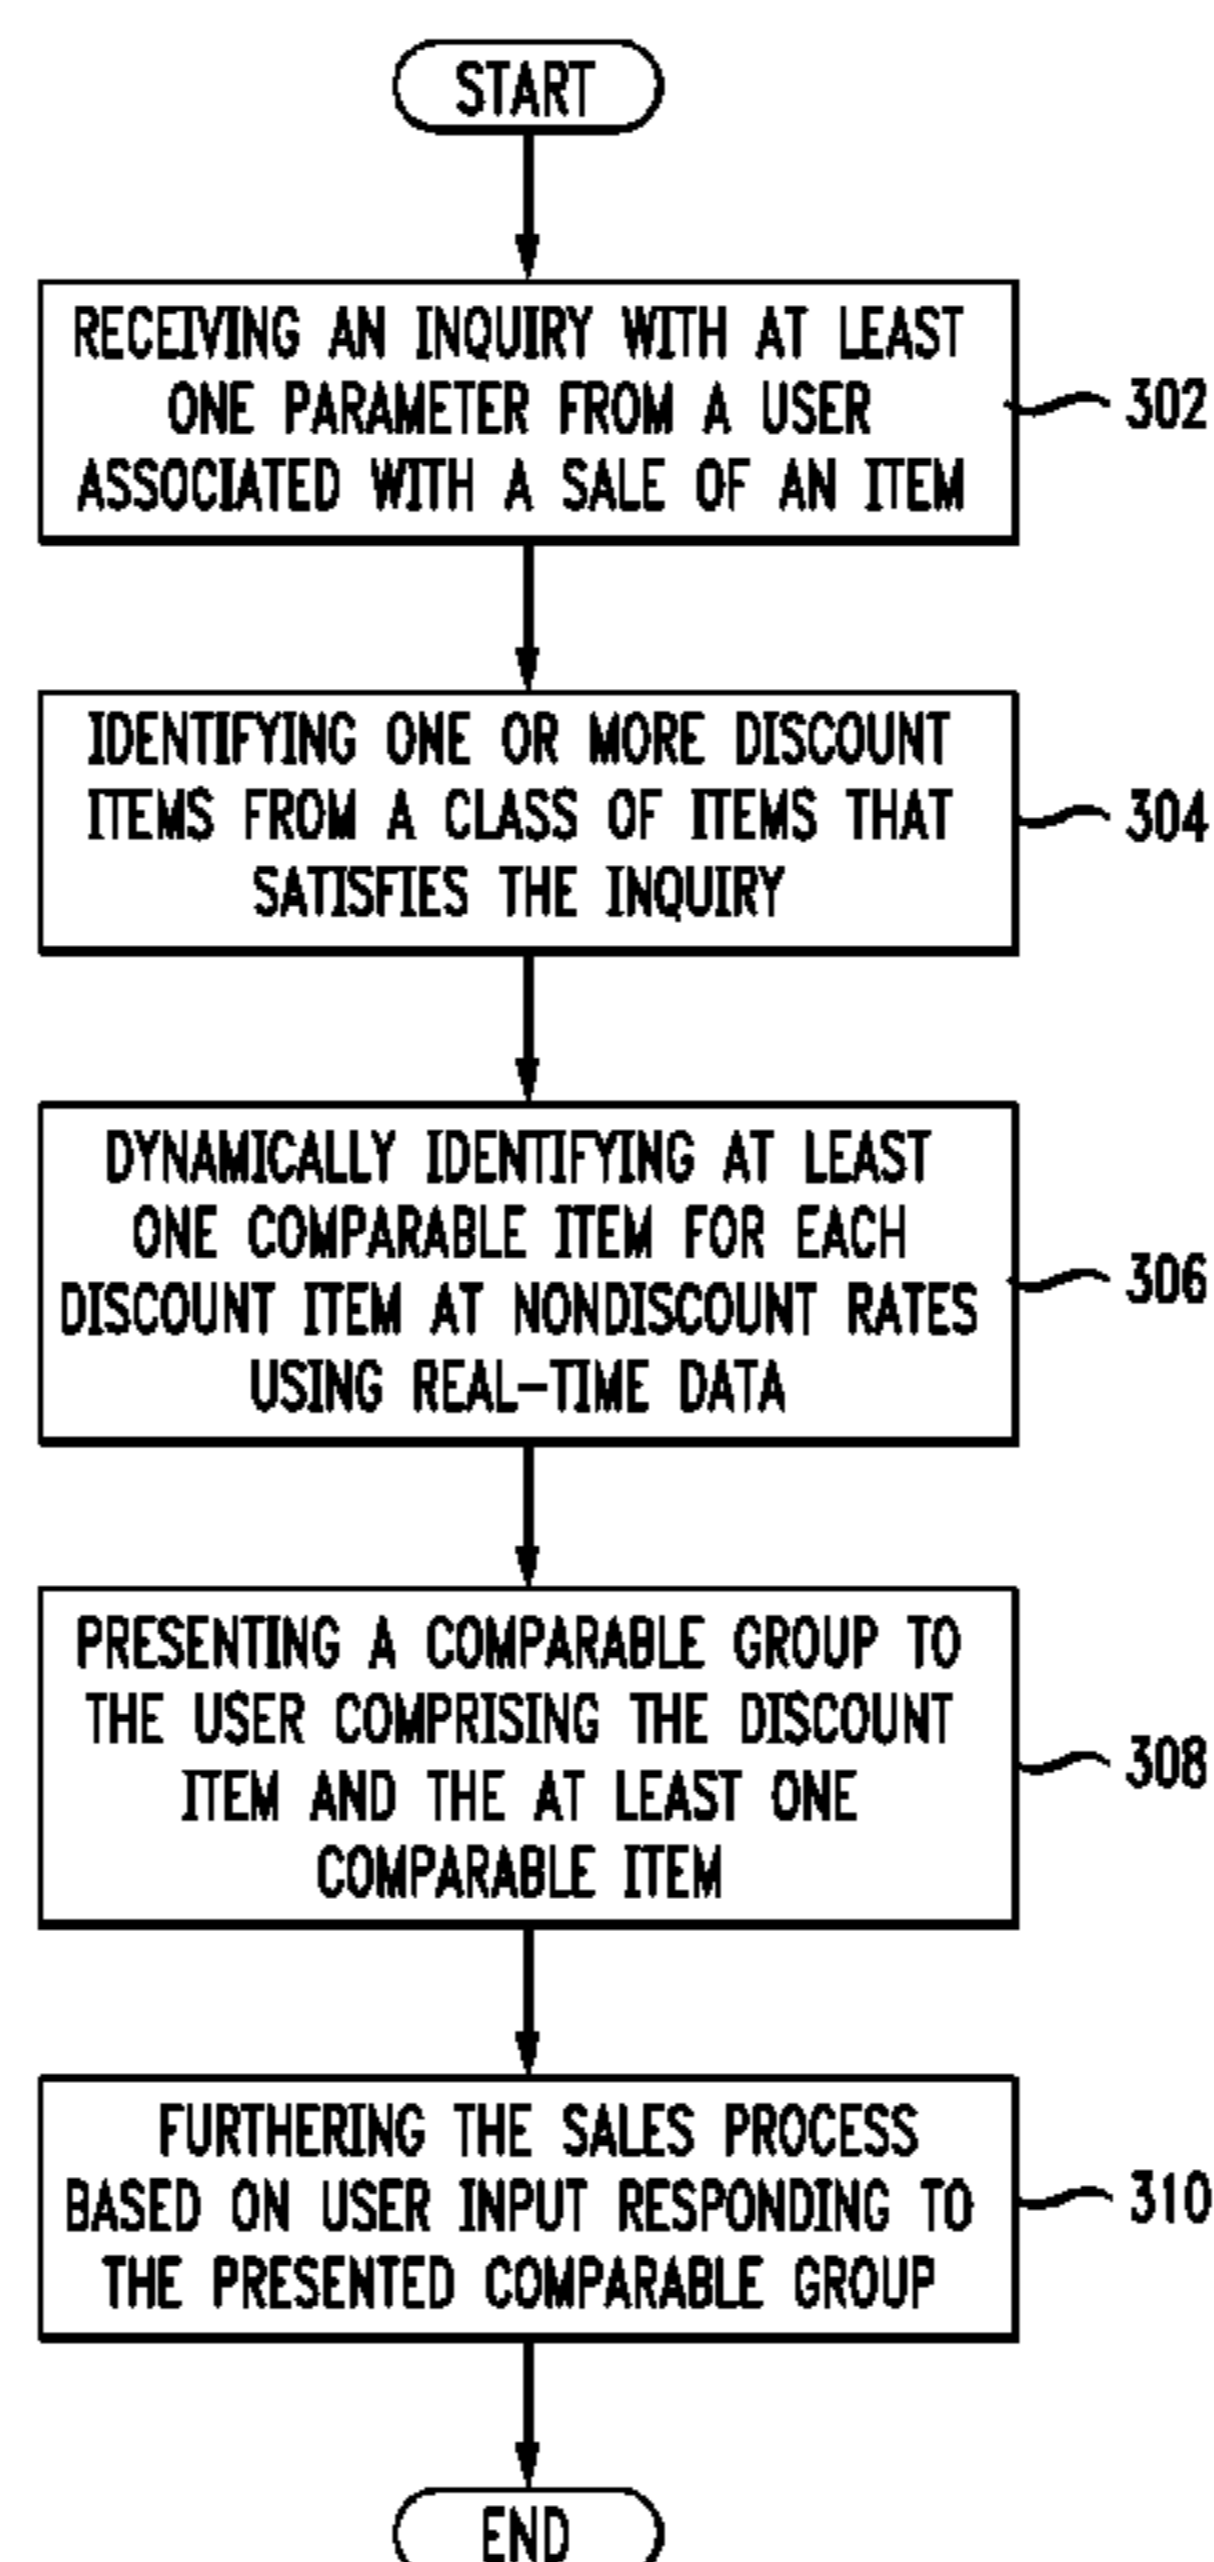 START
RECEIVING AN INQUIRY WITH AT LEAST
ONE PARAMETER FROM A USER
ASSOCIATED WITH A SALE OF AN ITEM
302
IDENTIFYING ONE OR MORE DISCOUNT
ITEMS FROM A CLASS OF ITEMS THAT
SATISFIES THE INQUIRY
304
DYNAMICALLY IDENTIFYING AT LEAST
ONE COMPARABLE ITEM FOR EACH
DISCOUNT ITEM AT NONDISCOUNT RATES
USING REAL-TIME DATA
306
PRESENTING A COMPARABLE GROUP TO
THE USER COMPRISING THE DISCOUNT
ITEM AND THE AT LEAST ONE
COMPARABLE ITEM
308
FURTHERING THE SALES PROCESS
BASED ON USER INPUT RESPONDING TO
THE PRESENTED COMPARABLE GROUP
310
END